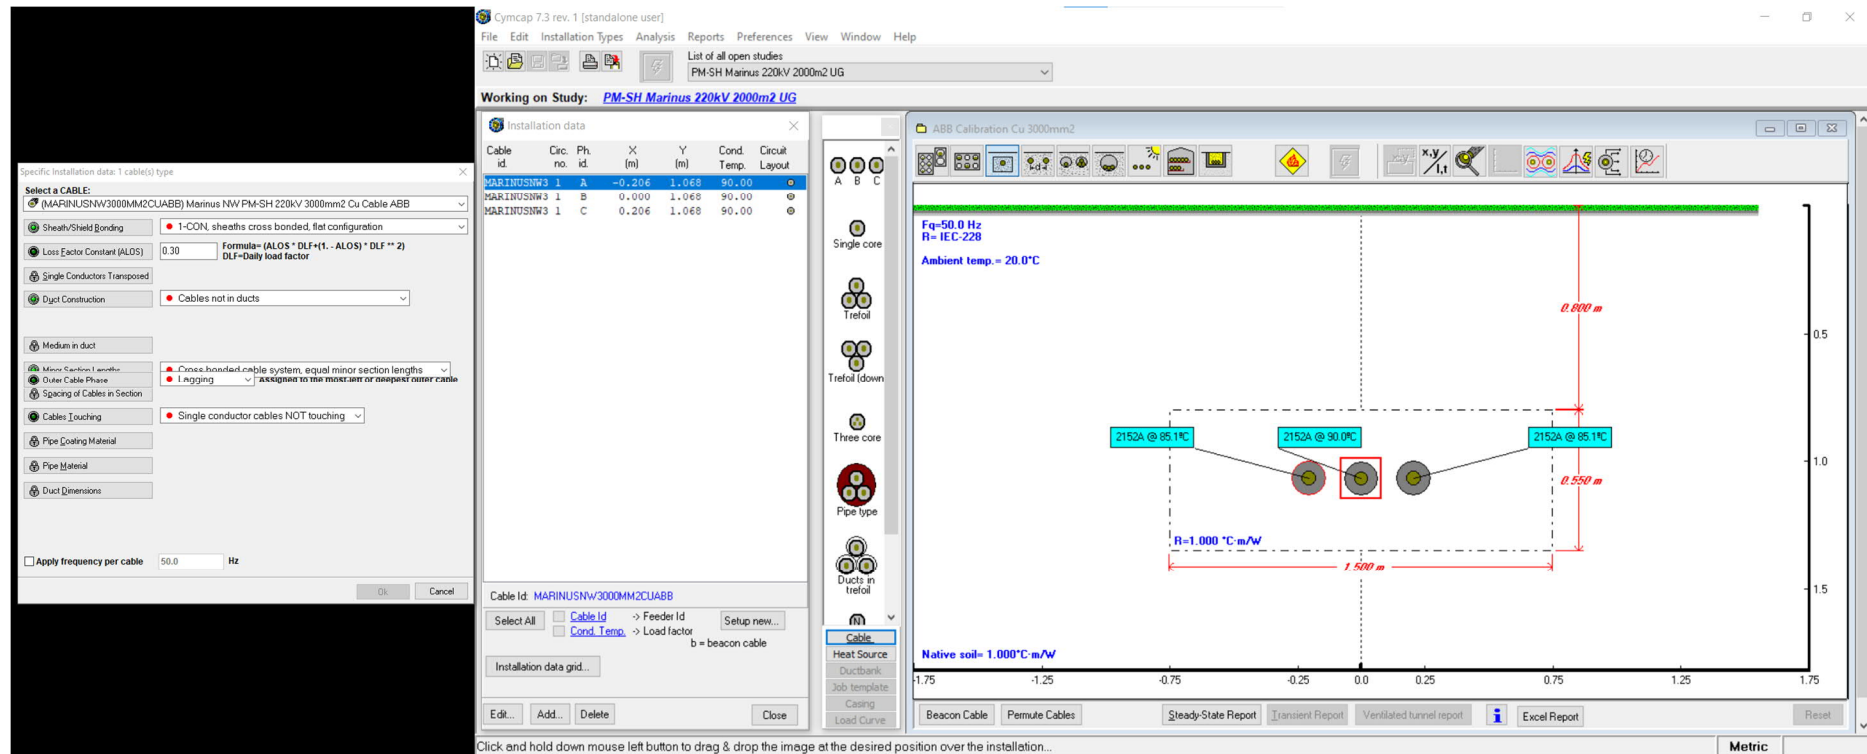 Cymcap 7.3 rev. 1 [standalone user]
File Edit Installation Types Analysis Reports Preferences View Window Help
List of all open studies
PM-SH Marinus 220kV 2000m2 UG
Working on Study: PM-SH Marinus 220kV 2000m2 UG
Specific Installation data: 1 cable(s) type
Select a CABLE:
(MARINUSNW3000MM2CUABB) Marinus NW PM-SH 220kV 3000mm2 Cu Cable ABB
Sheath/Shield Bonding
1-CON, sheaths cross bonded, flat configuration
Loss Factor Constant (ALOS)
0.30
Formula= (ALOS * DLF+(1. - ALOS) * DLF ** 2)
DLF=Daily load factor
Single Conductors Transposed
Duct Construction
Cables not in ducts
Medium in duct
Minor Section Lengths
Cross bonded cable system, equal minor section lengths
Outer Cable Phase
Lagging
Assigned to the most-left or deepest outer cable
Spacing of Cables in Section
Cables Touching
Single conductor cables NOT touching
Pipe Coating Material
Pipe Material
Duct Dimensions
Apply frequency per cable 50.0 Hz
Ok Cancel
Installation data
Cable Circ. Ph. X Y Cond. Circuit
id. no. id. (m) (m) Temp. Layout
MARINUSNW3 1 A -0.206 1.068 90.00
MARINUSNW3 1 B 0.000 1.068 90.00
MARINUSNW3 1 C 0.206 1.068 90.00
Cable Id: MARINUSNW3000MM2CUABB
Select All
Cable Id -> Feeder Id
Cond. Temp. -> Load factor
Setup new...
b = beacon cable
Installation data grid...
Edit... Add... Delete Close
A B C
Single core
Trefoil
Trefoil (down
Three core
Pipe type
Ducts in
trefoil
N
Cable
Heat Source
Ductbank
Job template
Casing
Load Curve
ABB Calibration Cu 3000mm2
x,y/I,t
Fq=50.0 Hz
R= IEC-228
Ambient temp.= 20.0°C
0.800 m
0.5
2152A @ 85.1°C
2152A @ 90.0°C
2152A @ 85.1°C
1.0
0.550 m
R=1.000 °C·m/W
1.500 m
1.5
Native soil= 1.000°C·m/W
-1.75 -1.25 -0.75 -0.25 0.0 0.25 0.75 1.25 1.75
Beacon Cable Permute Cables Steady-State Report Transient Report Ventilated tunnel report Excel Report Reset
Click and hold down mouse left button to drag & drop the image at the desired position over the installation...
Metric